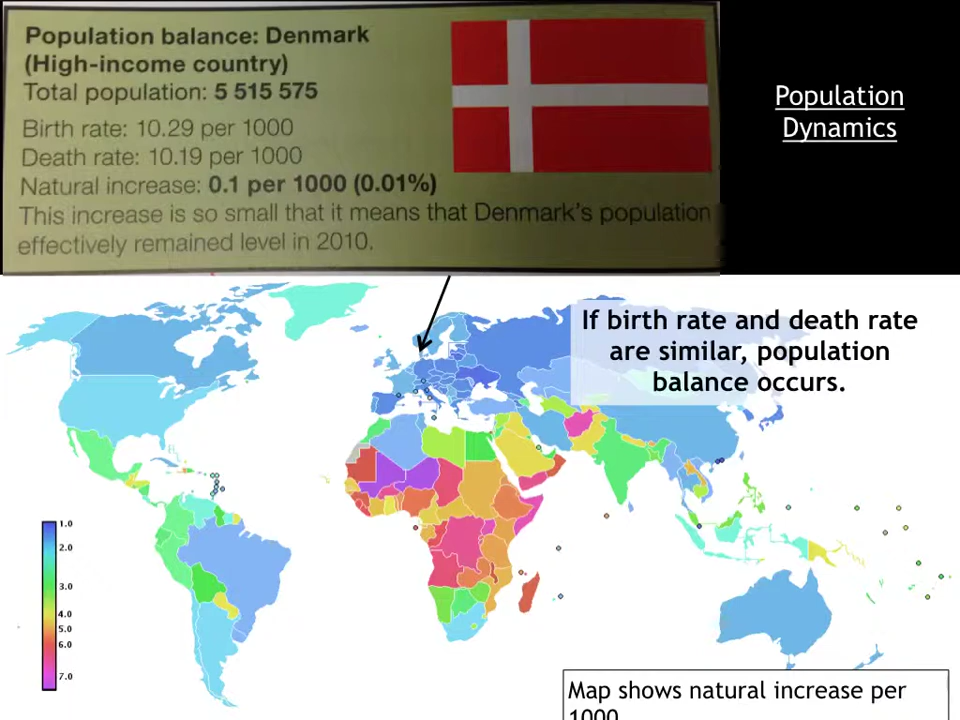 Population balance: Denmark
(High-income country)
Total population: 5 515 575
Birth rate: 10.29 per 1000
Death rate: 10.19 per 1000
Natural increase: 0.1 per 1000 (0.01%)
This increase is so small that it means that Denmark's population
effectively remained level in 2010.
Population
Dynamics
If birth rate and death rate
are similar, population
balance occurs.
1.0
2.0
3.0
4.0
5.0
6.0
7.0
Map shows natural increase per
1000